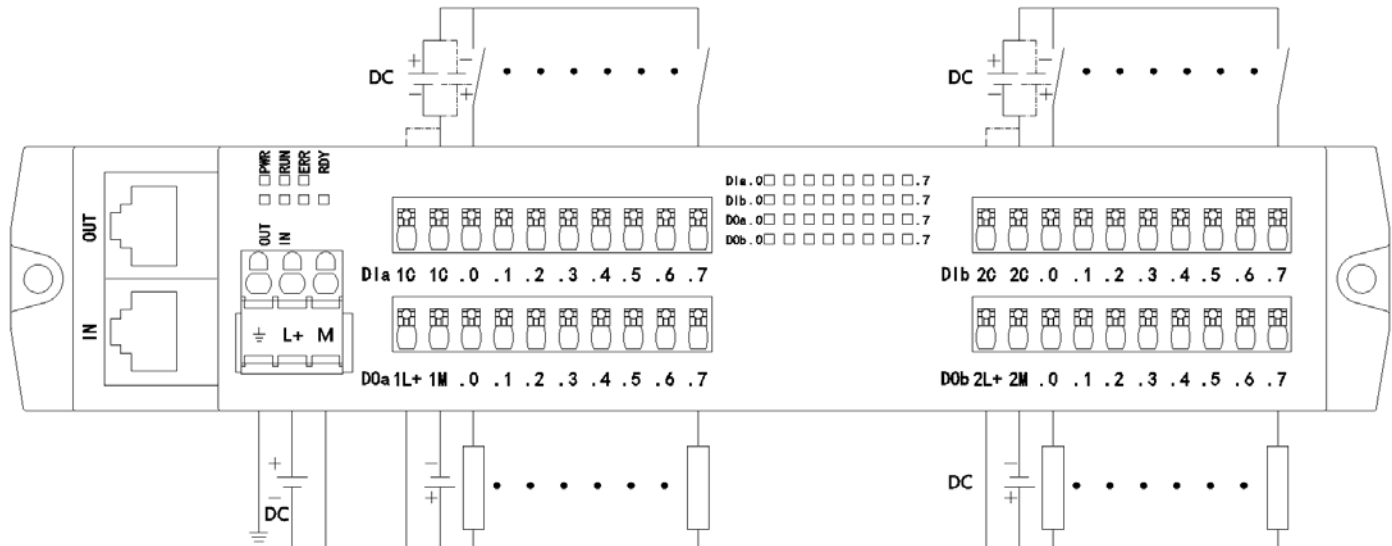 DC
DC
PWR RUN ERR RDY
OUT IN
OUT
IN
DIa.0 .7
DIb.0 .7
DOa.0 .7
DOb.0 .7
DIa 1C 1C .0 .1 .2 .3 .4 .5 .6 .7
DIb 2C 2C .0 .1 .2 .3 .4 .5 .6 .7
L+ M
DOa 1L+ 1M .0 .1 .2 .3 .4 .5 .6 .7
DOb 2L+ 2M .0 .1 .2 .3 .4 .5 .6 .7
DC
DC